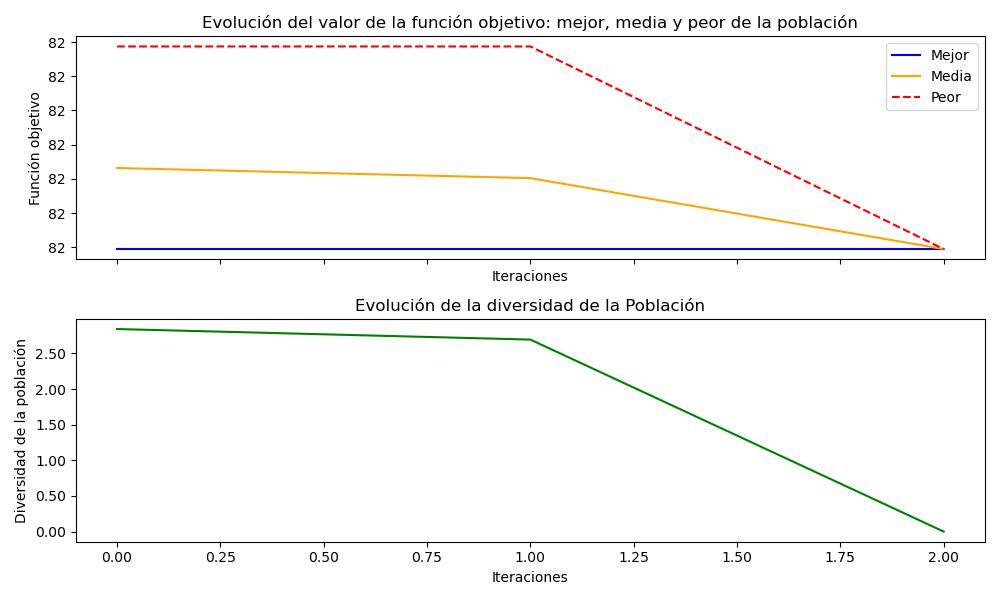 Evolución del valor de la función objetivo: mejor, media y peor de la población
82
82
82
82
82
82
82
Función objetivo
Mejor
Media
Peor
Iteraciones
Evolución de la diversidad de la Población
2.50
2.00
1.50
1.00
0.50
0.00
Diversidad de la población
0.00 0.25 0.50 0.75 1.00 1.25 1.50 1.75 2.00
Iteraciones